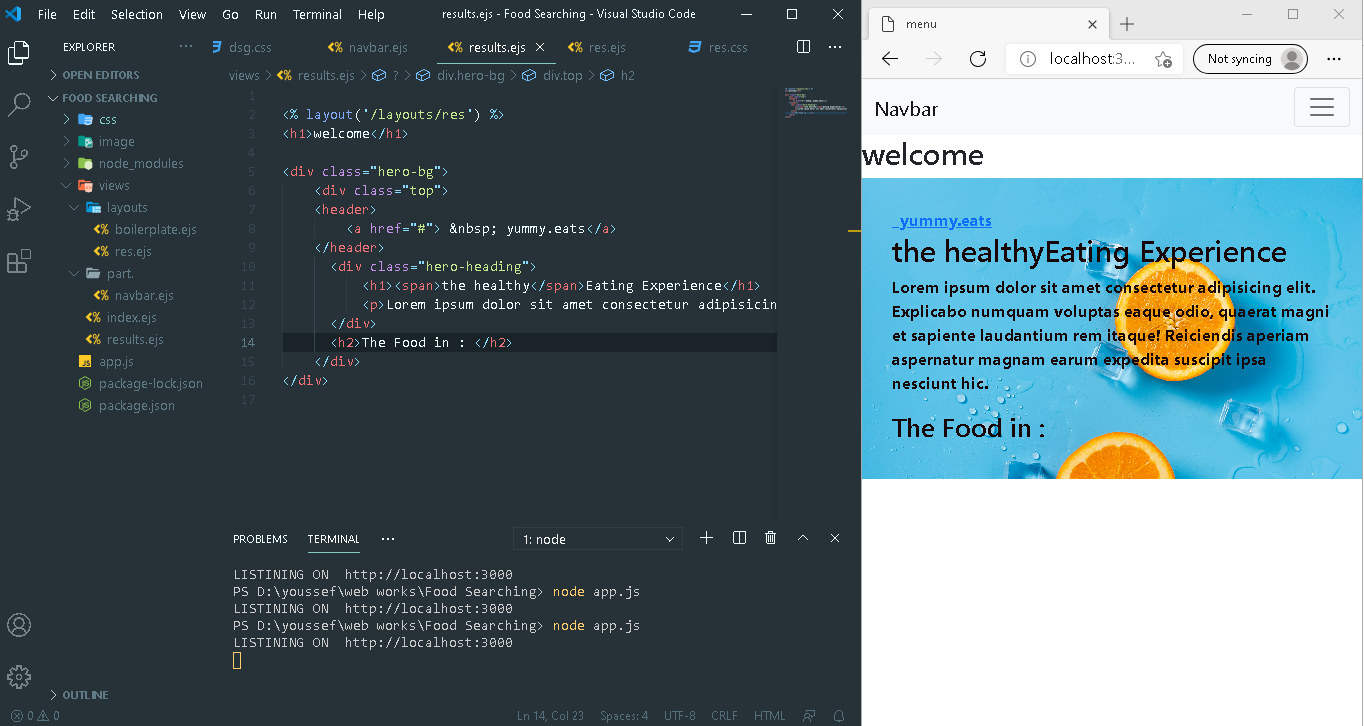 File Edit Selection View Go Run Terminal Help results.ejs - Food Searching - Visual Studio Code
EXPLORER
OPEN EDITORS
FOOD SEARCHING
css
image
node_modules
views
layouts
boilerplate.ejs
res.ejs
part.
navbar.ejs
index.ejs
results.ejs
app.js
package-lock.json
package.json
OUTLINE
dsg.css navbar.ejs results.ejs res.ejs res.css
views > results.ejs > ? > div.hero-bg > div.top > h2
1
2 <% layout('/layouts/res') %>
3 <h1>welcome</h1>
4
5 <div class="hero-bg">
6 <div class="top">
7 <header>
8 <a href="#"> &nbsp; yummy.eats</a>
9 </header>
10 <div class="hero-heading">
11 <h1><span>the healthy</span>Eating Experience</h1>
12 <p>Lorem ipsum dolor sit amet consectetur adipisicin
13 </div>
14 <h2>The Food in : </h2>
15 </div>
16 </div>
17
PROBLEMS TERMINAL ... 1: node
LISTINING ON  http://localhost:3000
PS D:\youssef\web works\Food Searching> node app.js
LISTINING ON  http://localhost:3000
PS D:\youssef\web works\Food Searching> node app.js
LISTINING ON  http://localhost:3000
0 0 Ln 14, Col 23 Spaces: 4 UTF-8 CRLF HTML
menu
localhost:3... Not syncing
Navbar
welcome
_yummy.eats
the healthyEating Experience
Lorem ipsum dolor sit amet consectetur adipisicing elit.
Explicabo numquam voluptas eaque odio, quaerat magni
et sapiente laudantium rem itaque! Reiciendis aperiam
aspernatur magnam earum expedita suscipit ipsa
nesciunt hic.
The Food in :